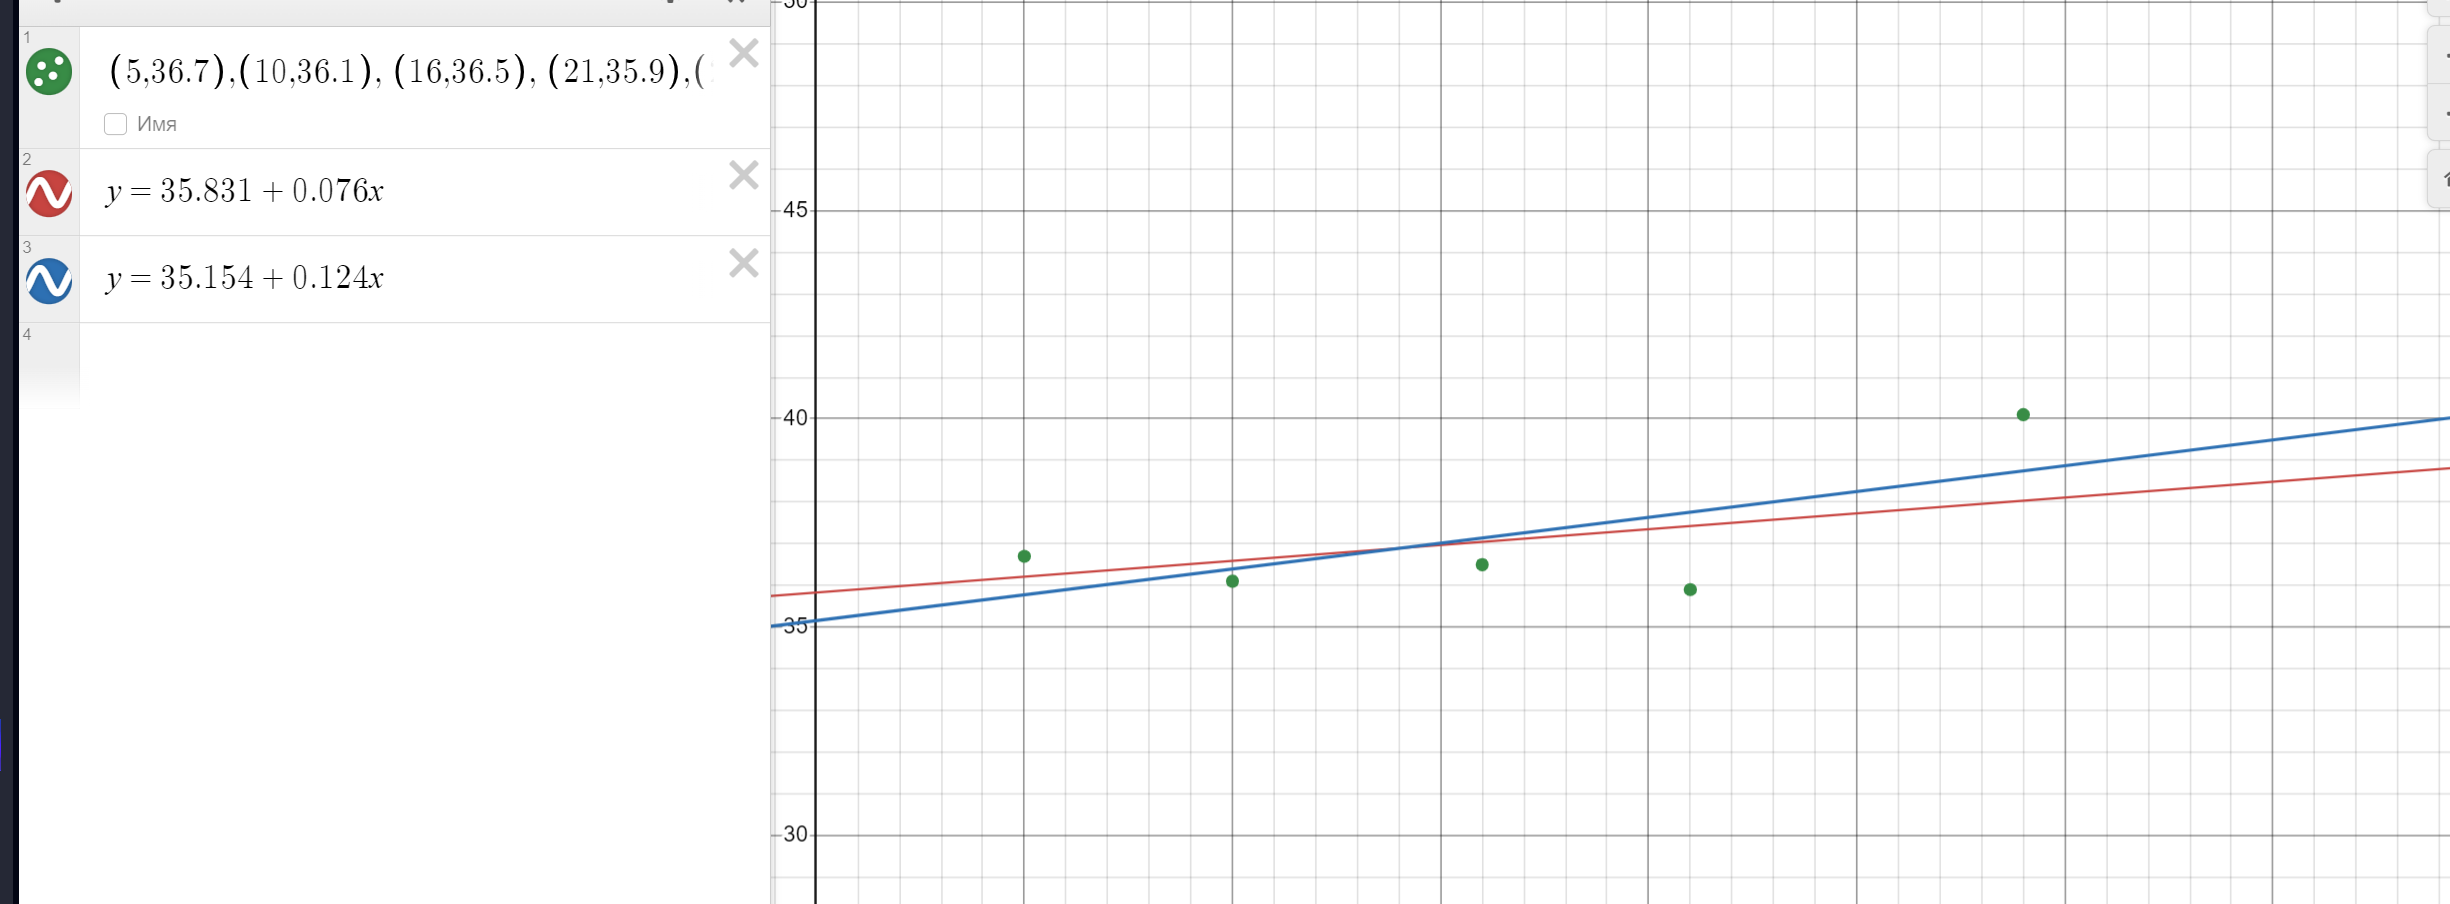 1
(5,36.7),(10,36.1), (16,36.5), (21,35.9),(
Имя
2
y = 35.831 + 0.076x
3
y = 35.154 + 0.124x
4
50
45
40
35
30